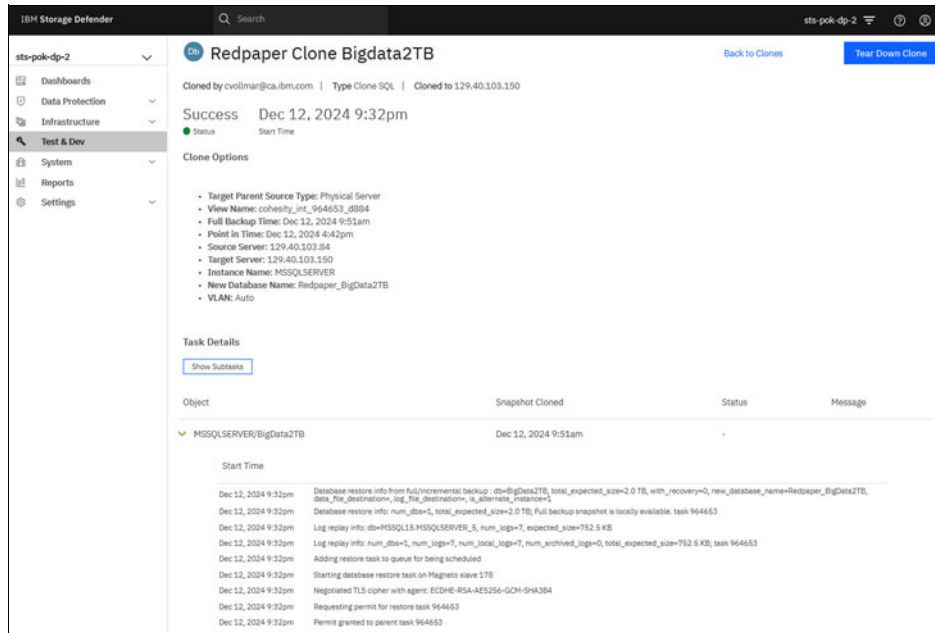 IBM Storage Defender
Search
sts-pok-dp-2
sts-pok-dp-2
Dashboards
Data Protection
Infrastructure
Test & Dev
System
Reports
Settings
Db
Redpaper Clone Bigdata2TB
Back to Clones
Tear Down Clone
Cloned by cvollmar@ca.ibm.com | Type Clone SQL | Cloned to 129.40.103.150
Success Dec 12, 2024 9:32pm
Status Start Time
Clone Options
• Target Parent Source Type: Physical Server
• View Name: cohesity_int_964653_d884
• Full Backup Time: Dec 12, 2024 9:51am
• Point in Time: Dec 12, 2024 4:42pm
• Source Server: 129.40.103.84
• Target Server: 129.40.103.150
• Instance Name: MSSQLSERVER
• New Database Name: Redpaper_BigData2TB
• VLAN: Auto
Task Details
Show Subtasks
Object Snapshot Cloned Status Message
MSSQLSERVER/BigData2TB Dec 12, 2024 9:51am -
Start Time
Dec 12, 2024 9:32pm Database restore info from full/incremental backup : db=BigData2TB, total_expected_size=2.0 TB, with_recovery=0, new_database_name=Redpaper_BigData2TB,
data_file_destination=, log_file_destination=, is_alternate_instance=1
Dec 12, 2024 9:32pm Database restore info: num_dbs=1, total_expected_size=2.0 TB; Full backup snapshot is locally available. task 964653
Dec 12, 2024 9:32pm Log replay info: db=MSSQL15.MSSQLSERVER_5, num_logs=7, expected_size=752.5 KB
Dec 12, 2024 9:32pm Log replay info: num_dbs=1, num_logs=7, num_local_logs=7, num_archived_logs=0, total_expected_size=752.5 KB; task 964653
Dec 12, 2024 9:32pm Adding restore task to queue for being scheduled
Dec 12, 2024 9:32pm Starting database restore task on Magneto slave 178
Dec 12, 2024 9:32pm Negotiated TLS cipher with agent: ECDHE-RSA-AES256-GCM-SHA384
Dec 12, 2024 9:32pm Requesting permit for restore task 964653
Dec 12, 2024 9:32pm Permit granted to parent task 964653